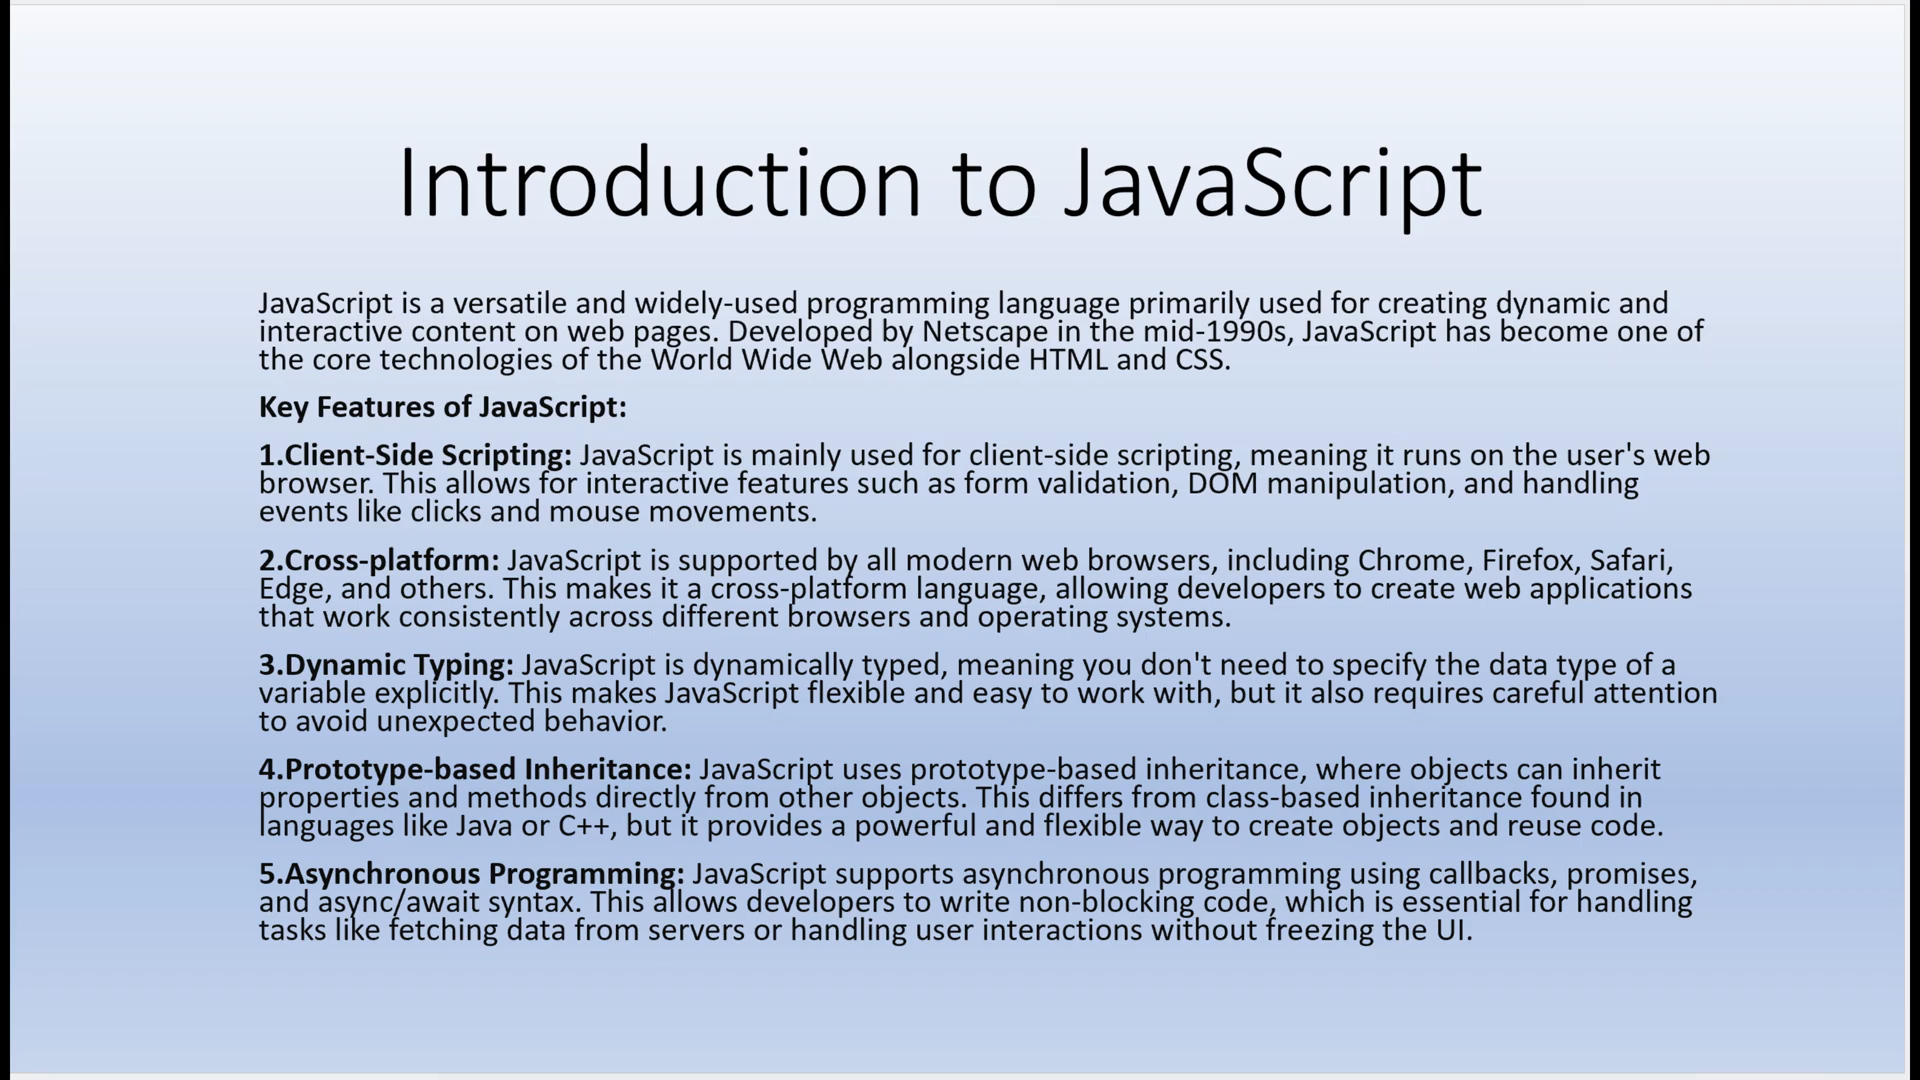 Introduction to JavaScript
JavaScript is a versatile and widely-used programming language primarily used for creating dynamic and
interactive content on web pages. Developed by Netscape in the mid-1990s, JavaScript has become one of
the core technologies of the World Wide Web alongside HTML and CSS.
Key Features of JavaScript:
1.Client-Side Scripting: JavaScript is mainly used for client-side scripting, meaning it runs on the user's web
browser. This allows for interactive features such as form validation, DOM manipulation, and handling
events like clicks and mouse movements.
2.Cross-platform: JavaScript is supported by all modern web browsers, including Chrome, Firefox, Safari,
Edge, and others. This makes it a cross-platform language, allowing developers to create web applications
that work consistently across different browsers and operating systems.
3.Dynamic Typing: JavaScript is dynamically typed, meaning you don't need to specify the data type of a
variable explicitly. This makes JavaScript flexible and easy to work with, but it also requires careful attention
to avoid unexpected behavior.
4.Prototype-based Inheritance: JavaScript uses prototype-based inheritance, where objects can inherit
properties and methods directly from other objects. This differs from class-based inheritance found in
languages like Java or C++, but it provides a powerful and flexible way to create objects and reuse code.
5.Asynchronous Programming: JavaScript supports asynchronous programming using callbacks, promises,
and async/await syntax. This allows developers to write non-blocking code, which is essential for handling
tasks like fetching data from servers or handling user interactions without freezing the UI.